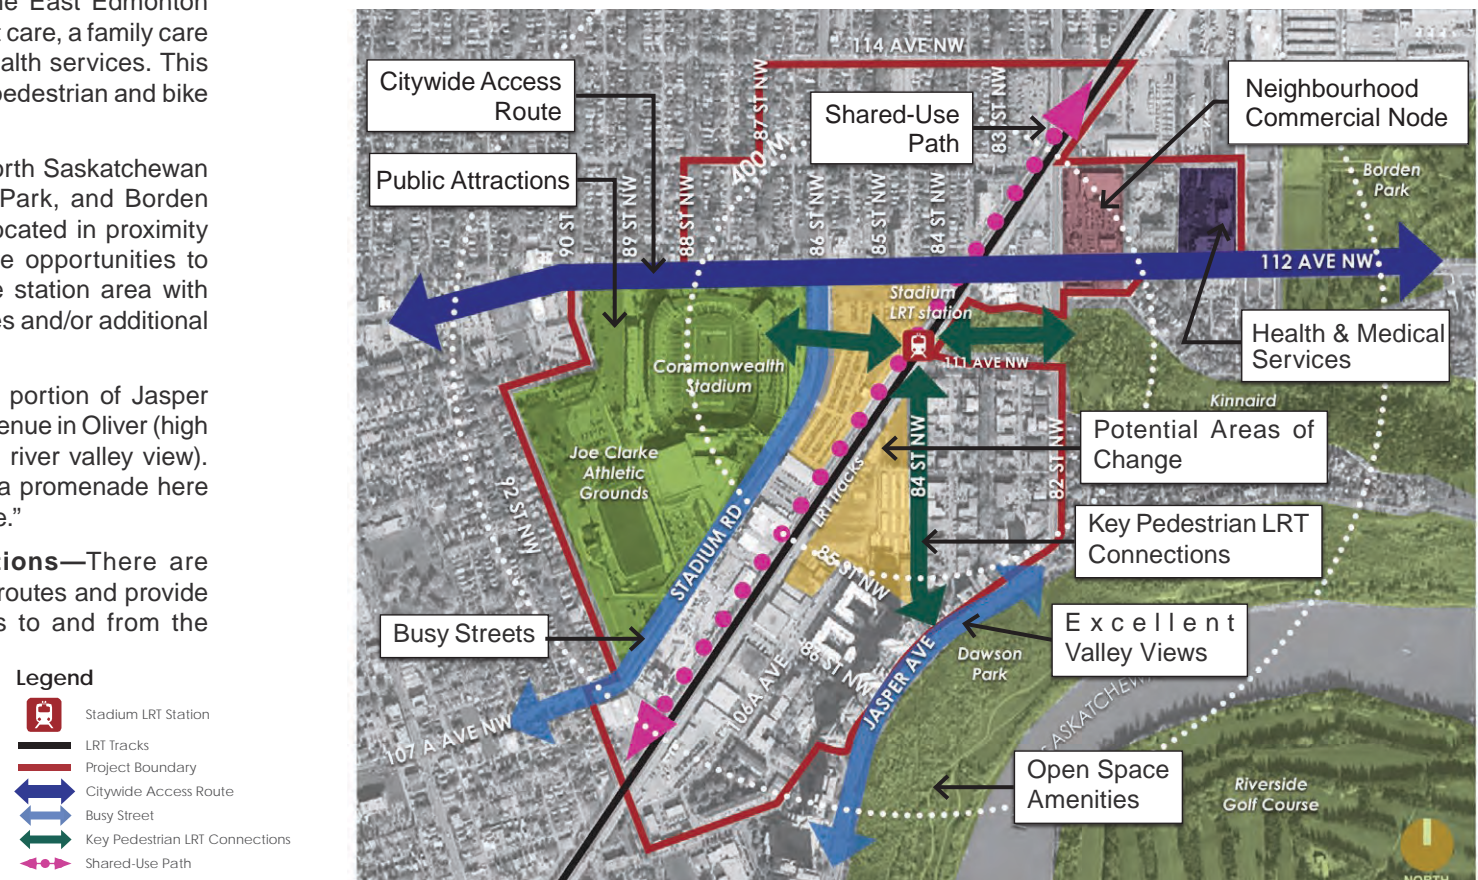 e East Edmonton
t care, a family care
alth services. This
pedestrian and bike
orth Saskatchewan
Park, and Borden
ocated in proximity
e opportunities to
e station area with
es and/or additional
portion of Jasper
enue in Oliver (high
river valley view).
a promenade here
e.”
tions—There are
routes and provide
s to and from the
Legend
Stadium LRT Station
LRT Tracks
Project Boundary
Citywide Access Route
Busy Street
Key Pedestrian LRT Connections
Shared-Use Path
114 AVE NW
Citywide Access
Route
87 ST NW
Shared-Use
Path
83 ST NW
Neighbourhood
Commercial Node
Public Attractions
400 M
Borden
Park
90 ST
89 ST NW
88 ST NW
86 ST NW
85 ST NW
84 ST NW
112 AVE NW
Stadium
LRT station
Health & Medical
Services
111 AVE NW
Commonwealth
Stadium
Kinnaird
Joe Clarke
Athletic
Grounds
Potential Areas of
Change
84 ST NW
82 ST NW
LRT Tracks
92 ST NW
STADIUM RD
Key Pedestrian LRT
Connections
85 ST NW
Busy Streets
86 ST NW
Excellent
Valley Views
Dawson
Park
JASPER AVE
106A AVE
107 A AVE NW
SASKATCHEW
Open Space
Amenities
Riverside
Golf Course
NORTH